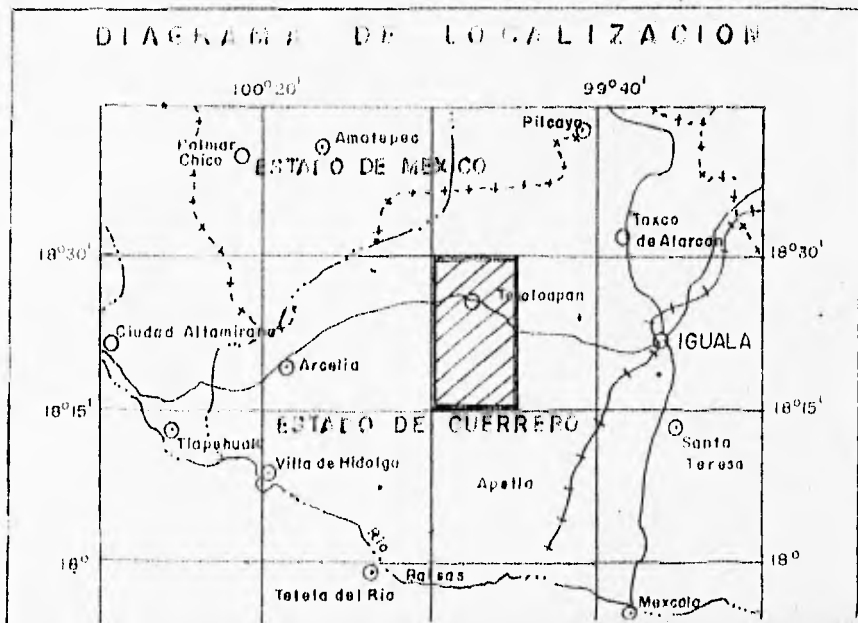 DIAGRAMA DE LOCALIZACION
100°20' 99°40'
Palmar
Chico
Amatepec
Pilcaya
ESTADO DE MEXICO
Taxco
de Alarcon
18°30' 18°30'
Teloloapan
Ciudad Altamirano
IGUALA
Arcelia
18°15' 18°15'
ESTADO DE GUERRERO
Tlapehuala
Santa
Teresa
Villa de Hidalgo
Apetla
Rio
18° 18°
Balsas
Tetela del Rio
Mexcala